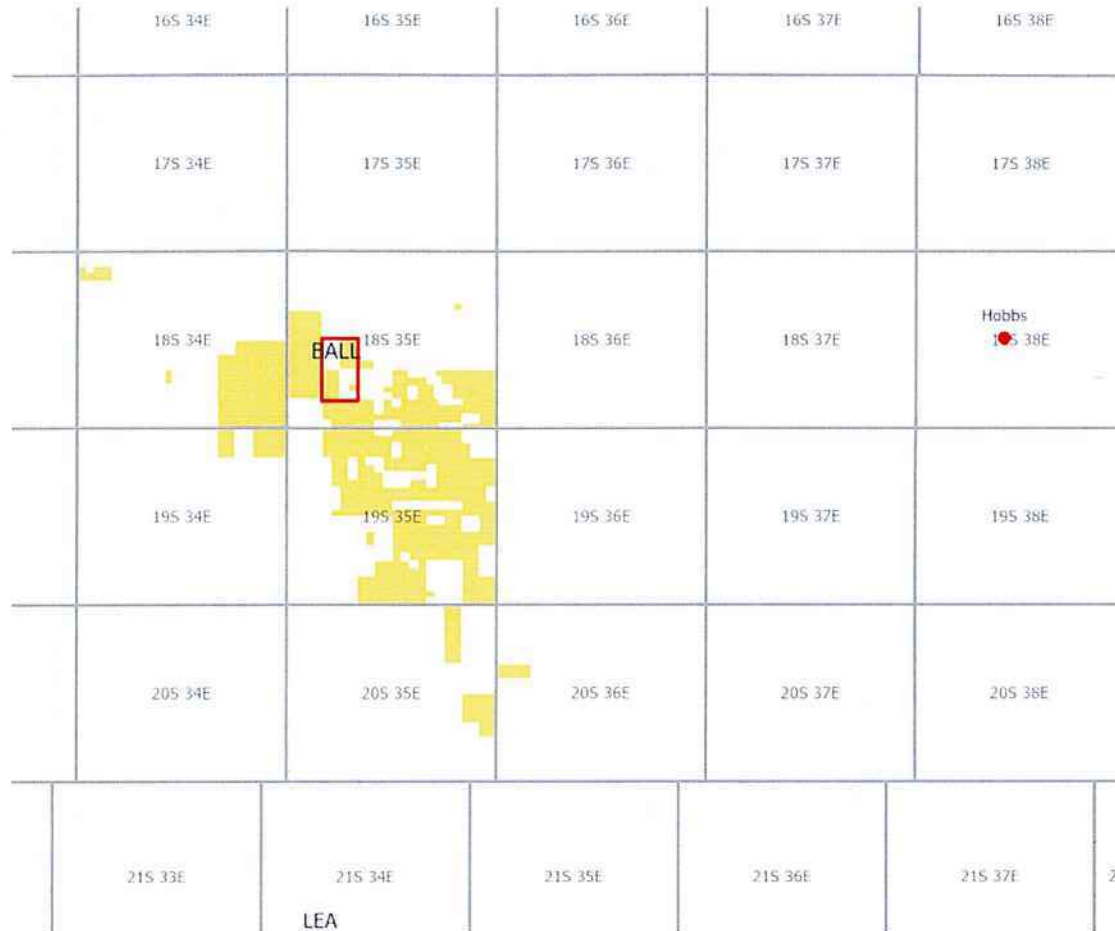 16S 34E 16S 35E 16S 36E 16S 37E 16S 38E
17S 34E 17S 35E 17S 36E 17S 37E 17S 38E
Hobbs
18S 34E 18S 35E 18S 36E 18S 37E 38E
BALL
19S 34E 19S 35E 19S 36E 19S 37E 19S 38E
20S 34E 20S 35E 20S 36E 20S 37E 20S 38E
21S 33E 21S 34E 21S 35E 21S 36E 21S 37E 2
LEA